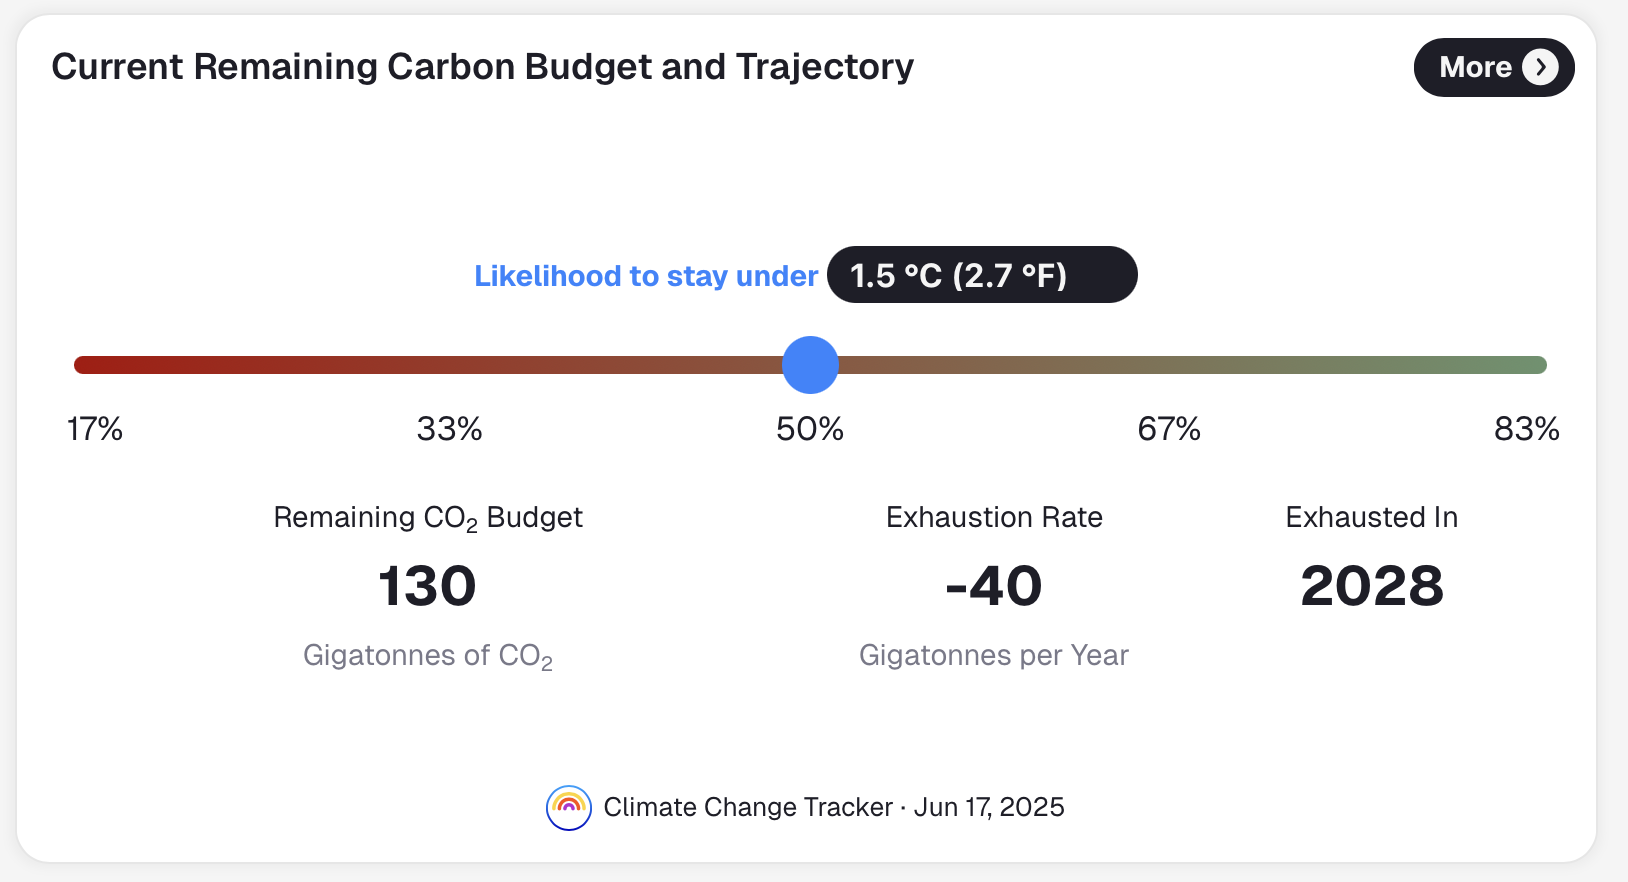 Current Remaining Carbon Budget and Trajectory
More
Likelihood to stay under 1.5 °C (2.7 °F)
17% 33% 50% 67% 83%
Remaining CO₂ Budget Exhaustion Rate Exhausted In
130 -40 2028
Gigatonnes of CO₂ Gigatonnes per Year
Climate Change Tracker · Jun 17, 2025